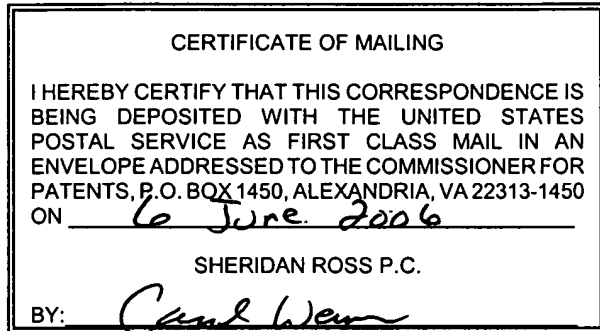 CERTIFICATE OF MAILING
I HEREBY CERTIFY THAT THIS CORRESPONDENCE IS
BEING DEPOSITED WITH THE UNITED STATES
POSTAL SERVICE AS FIRST CLASS MAIL IN AN
ENVELOPE ADDRESSED TO THE COMMISSIONER FOR
PATENTS, P.O. BOX 1450, ALEXANDRIA, VA 22313-1450
ON 6 June. 2006
SHERIDAN ROSS P.C.
BY: